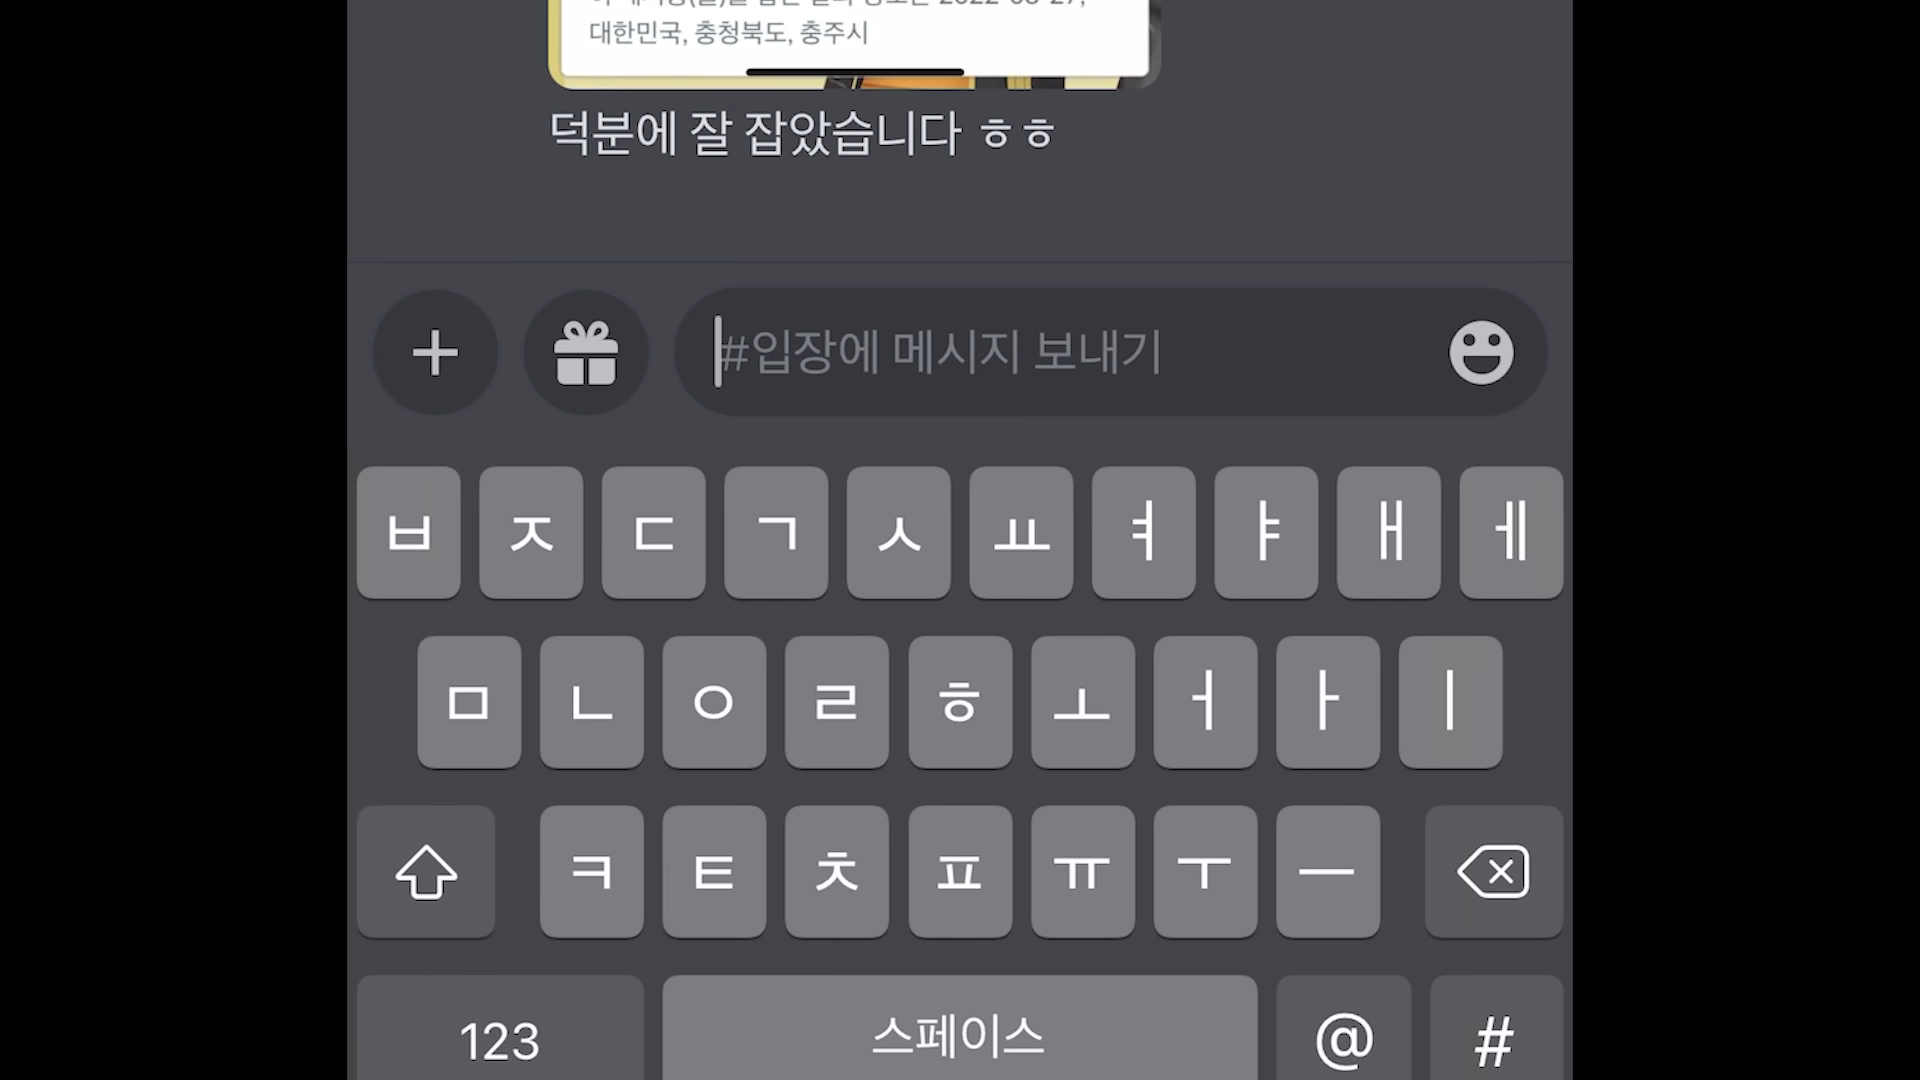 대한민국, 충청북도, 충주시
덕분에 잘 잡았습니다 ㅎㅎ
#입장에 메시지 보내기
ㅂ ㅈ ㄷ ㄱ ㅅ ㅛ ㅕ ㅑ ㅐ ㅔ
ㅁ ㄴ ㅇ ㄹ ㅎ ㅗ ㅓ ㅏ ㅣ
ㅋ ㅌ ㅊ ㅍ ㅠ ㅜ ㅡ
123 스페이스 @ #